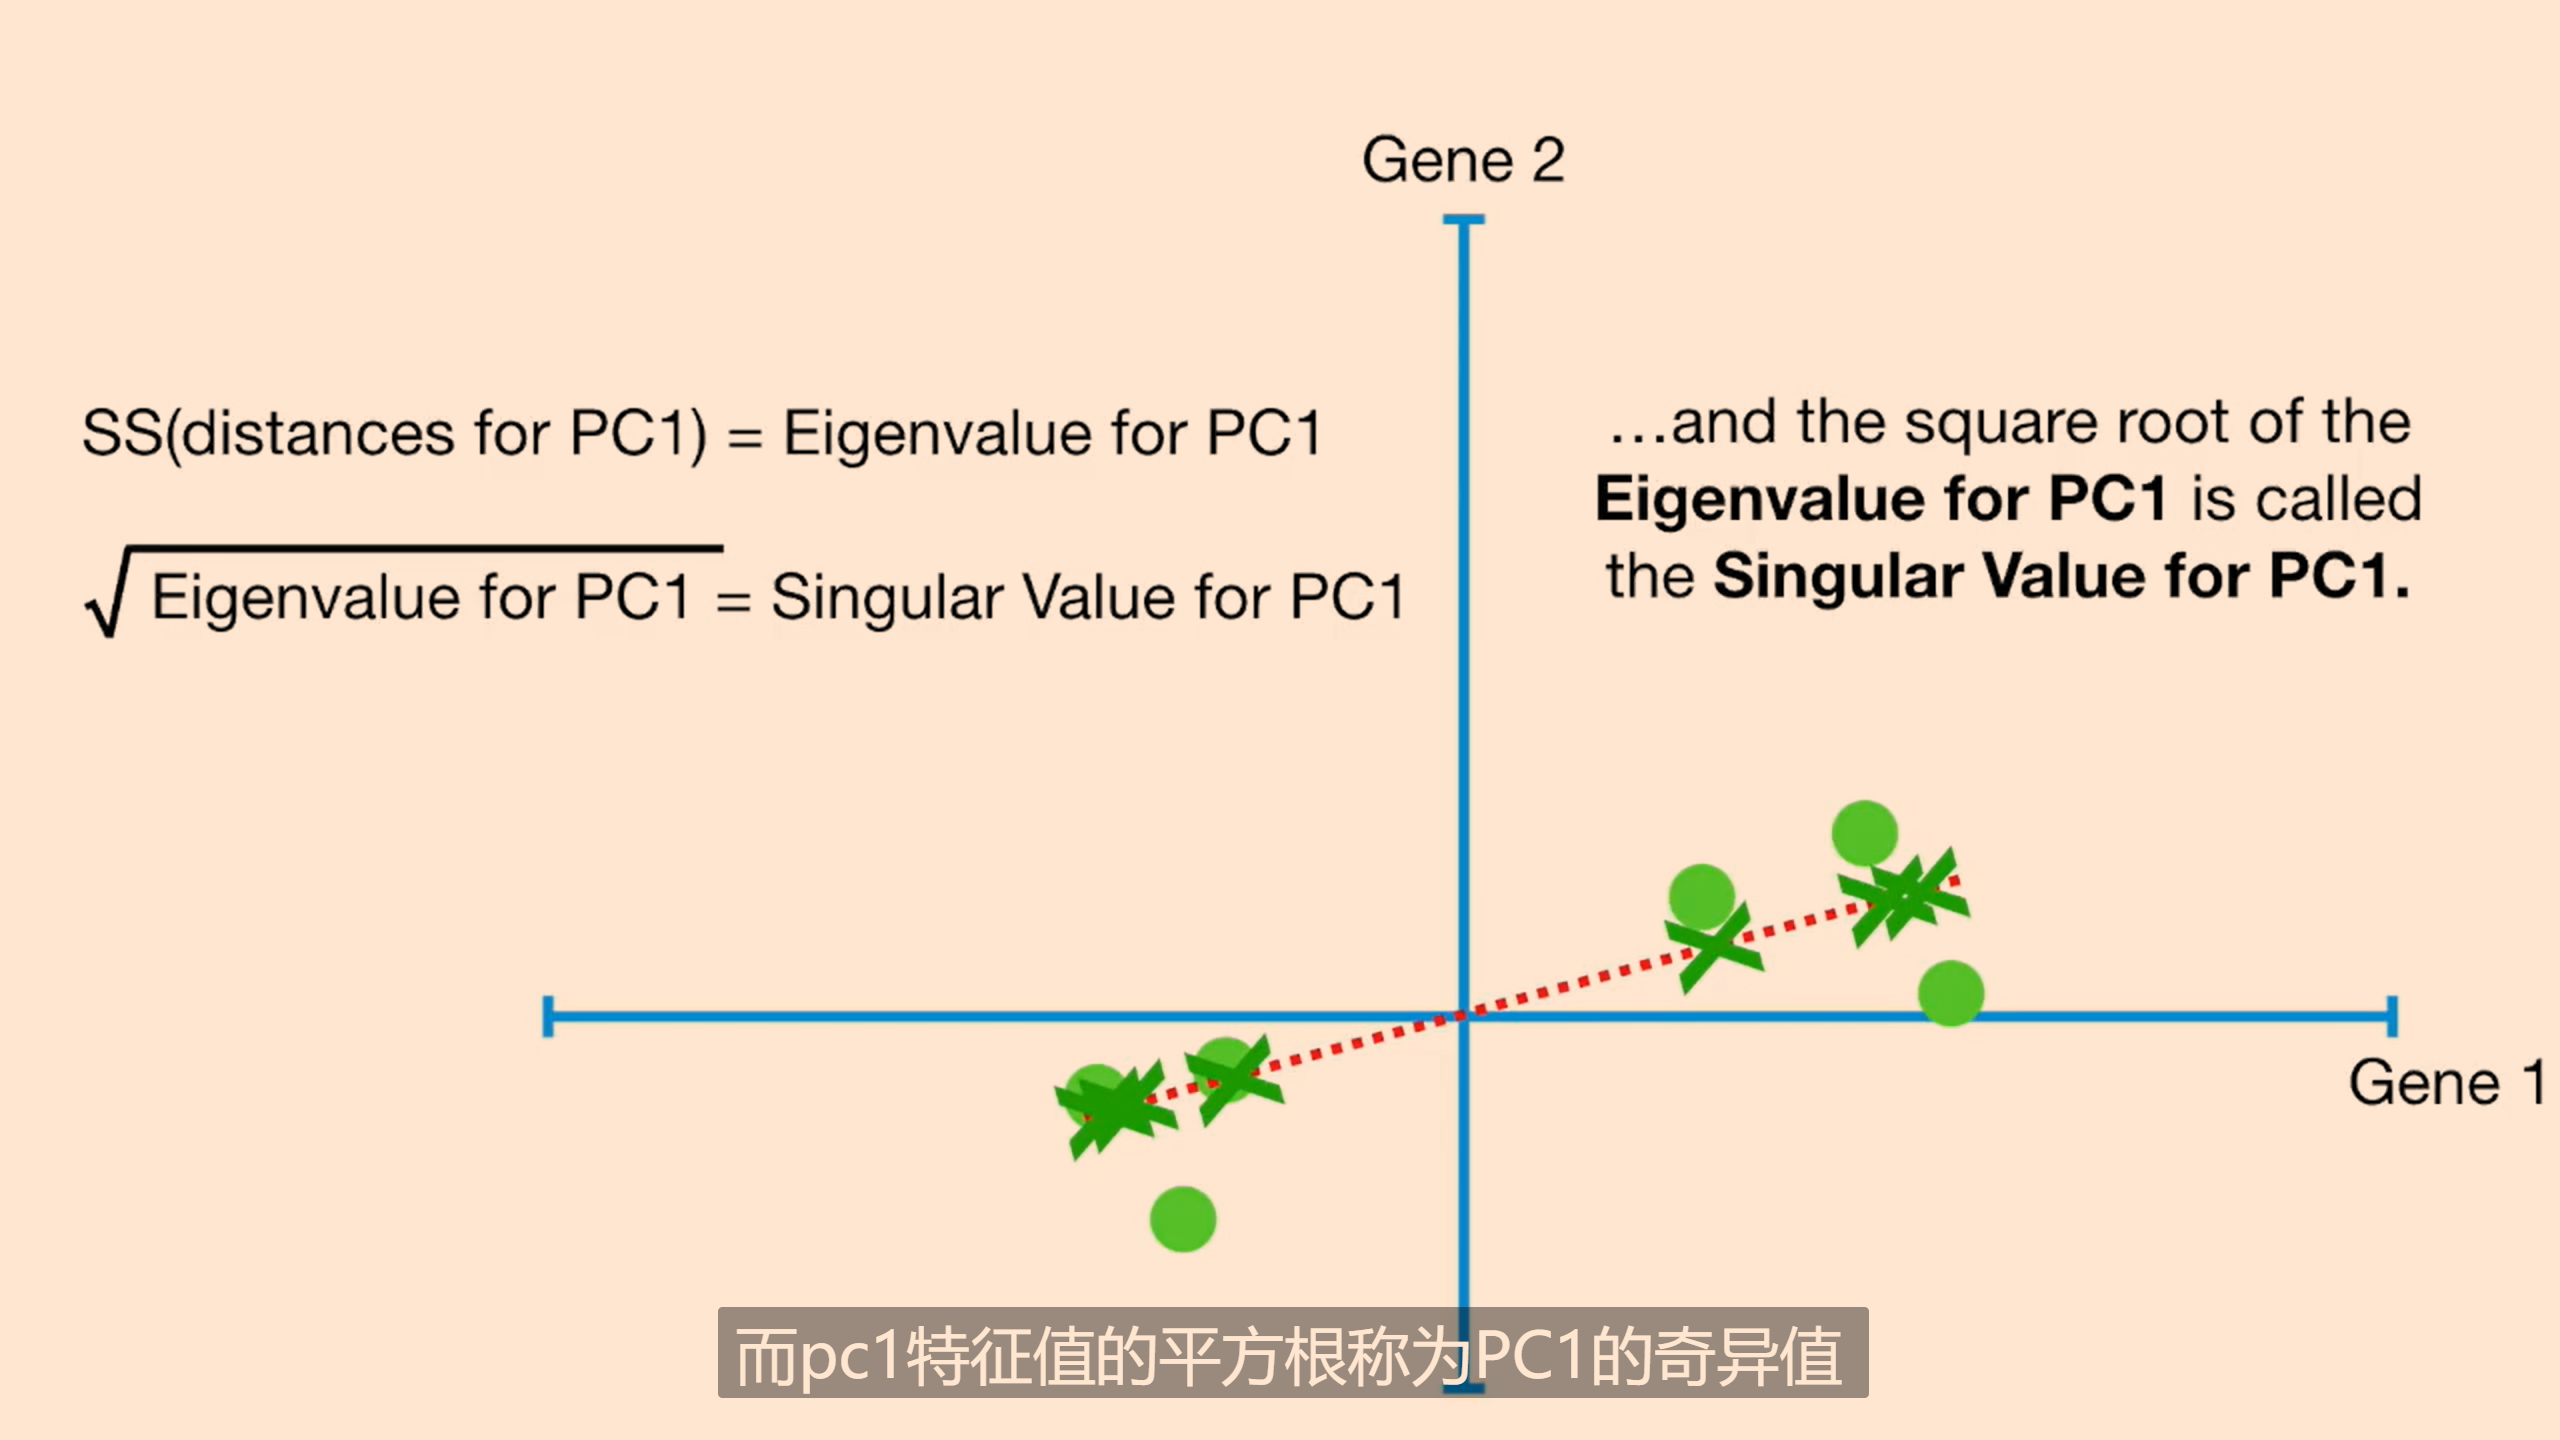 Gene 2
SS(distances for PC1) = Eigenvalue for PC1
√Eigenvalue for PC1 = Singular Value for PC1
…and the square root of the
Eigenvalue for PC1 is called
the Singular Value for PC1.
Gene 1
而pc1特征值的平方根称为PC1的奇异值